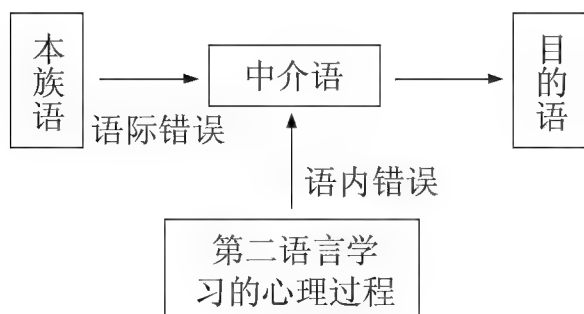 本族语
中介语
目的语
语际错误
语内错误
第二语言学
习的心理过程